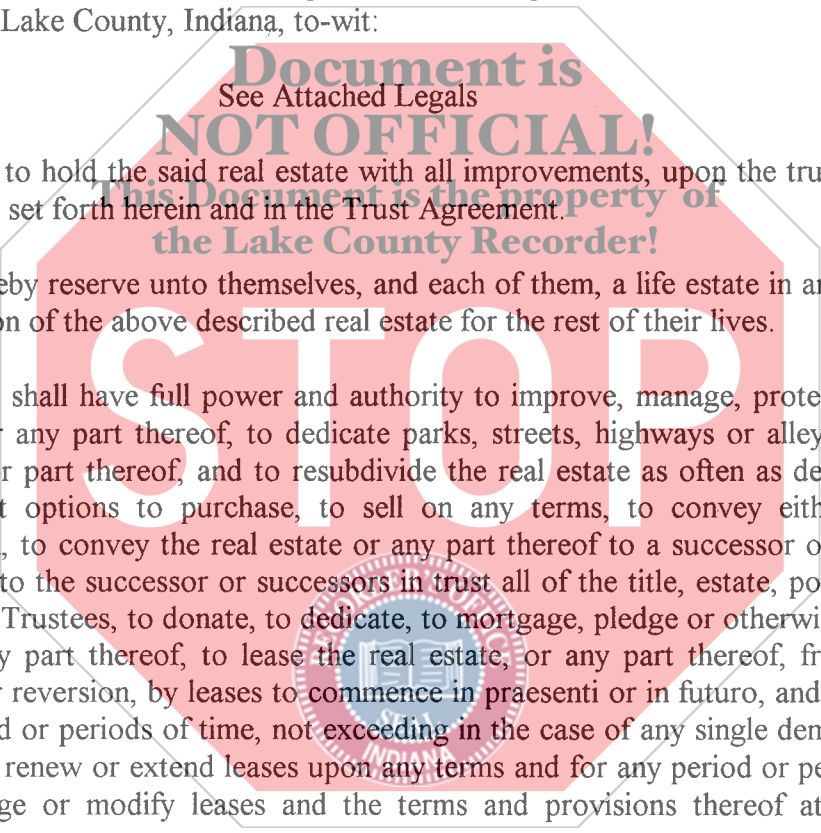 Lake County, Indiana, to-wit:
Document is
See Attached Legals
NOT OFFICIAL!
to hold the said real estate with all improvements, upon the tru
This Document is the property of
set forth herein and in the Trust Agreement.
the Lake County Recorder!
eby reserve unto themselves, and each of them, a life estate in an
on of the above described real estate for the rest of their lives.
STOP
shall have full power and authority to improve, manage, prote
any part thereof, to dedicate parks, streets, highways or alley
r part thereof, and to resubdivide the real estate as often as de
t options to purchase, to sell on any terms, to convey eith
, to convey the real estate or any part thereof to a successor o
to the successor or successors in trust all of the title, estate, po
Trustees, to donate, to dedicate, to mortgage, pledge or otherwi
y part thereof, to lease the real estate, or any part thereof, fr
r reversion, by leases to commence in praesenti or in futuro, and
d or periods of time, not exceeding in the case of any single den
renew or extend leases upon any terms and for any period or pe
ge or modify leases and the terms and provisions thereof at
SEAL
INDIANA